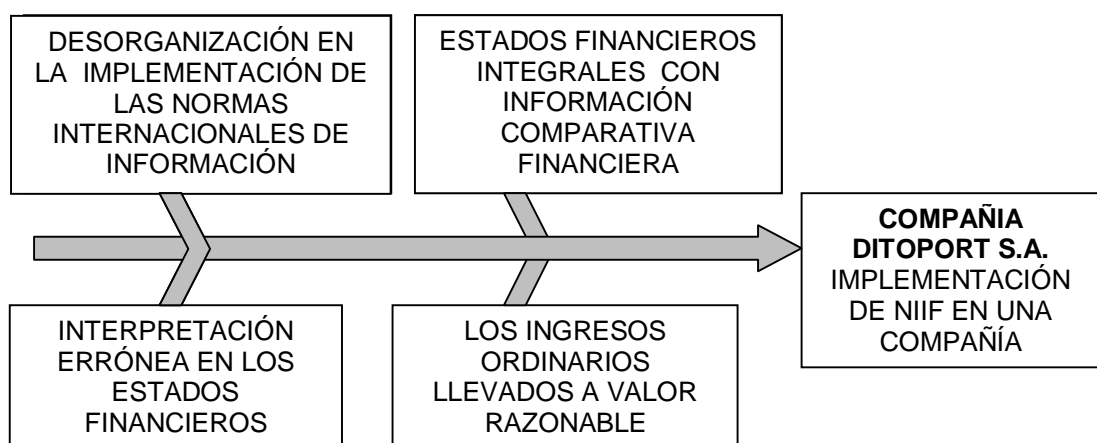 DESORGANIZACIÓN EN
LA IMPLEMENTACIÓN DE
LAS NORMAS
INTERNACIONALES DE
INFORMACIÓN
ESTADOS FINANCIEROS
INTEGRALES CON
INFORMACIÓN
COMPARATIVA
FINANCIERA
COMPAÑIA
DITOPORT S.A.
IMPLEMENTACIÓN
DE NIIF EN UNA
COMPAÑÍA
INTERPRETACIÓN
ERRÓNEA EN LOS
ESTADOS
FINANCIEROS
LOS INGRESOS
ORDINARIOS
LLEVADOS A VALOR
RAZONABLE